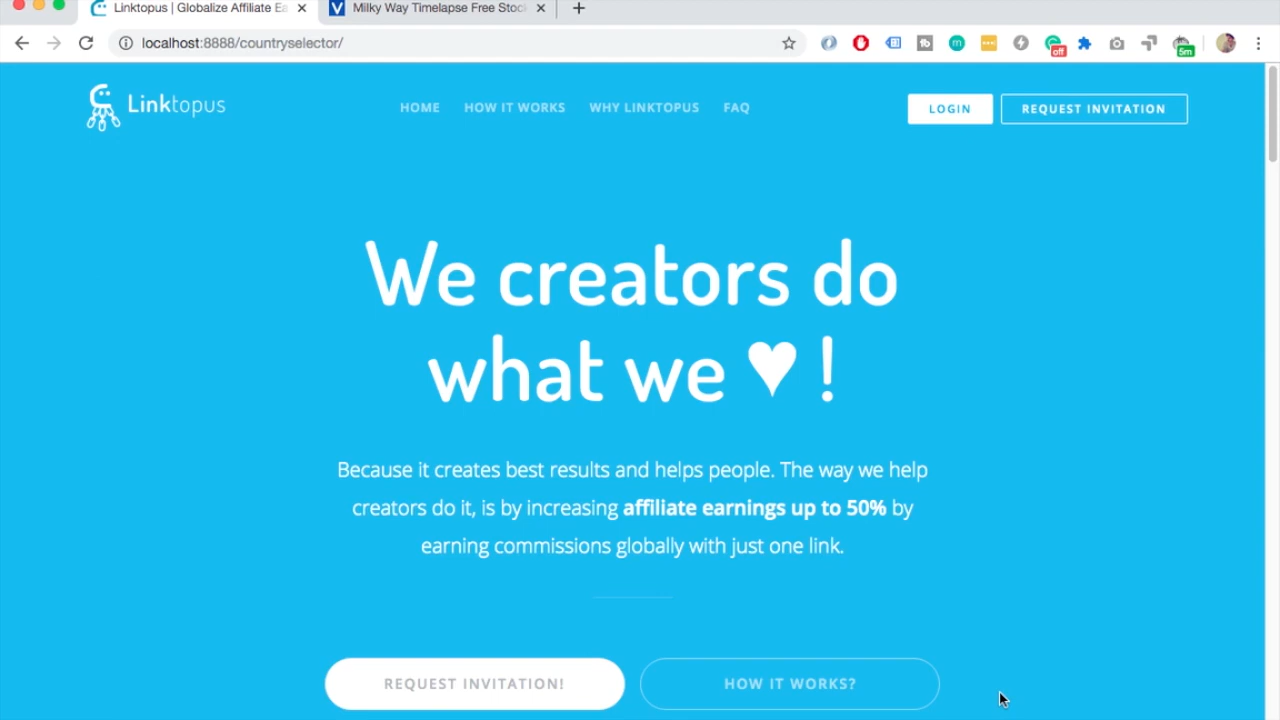 Linktopus | Globalize Affiliate Ea
Milky Way Timelapse Free Stoc
localhost:8888/countryselector/
off
5m
Linktopus
HOME
HOW IT WORKS
WHY LINKTOPUS
FAQ
LOGIN
REQUEST INVITATION
We creators do
what we ♥ !
Because it creates best results and helps people. The way we help
creators do it, is by increasing affiliate earnings up to 50% by
earning commissions globally with just one link.
REQUEST INVITATION!
HOW IT WORKS?